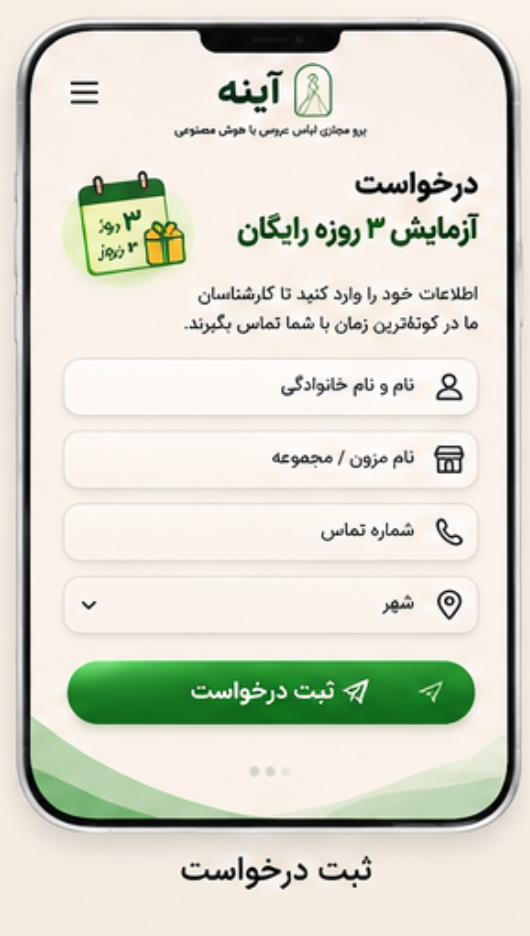 آینه
پرو مجازی لباس عروس با هوش مصنوعی
درخواست
آزمایش ۳ روزه رایگان
۳ روز
اطلاعات خود را وارد کنید تا کارشناسان
ما در کوتاه‌ترین زمان با شما تماس بگیرند.
نام و نام خانوادگی
نام مزون / مجموعه
شماره تماس
شهر
ثبت درخواست
ثبت درخواست